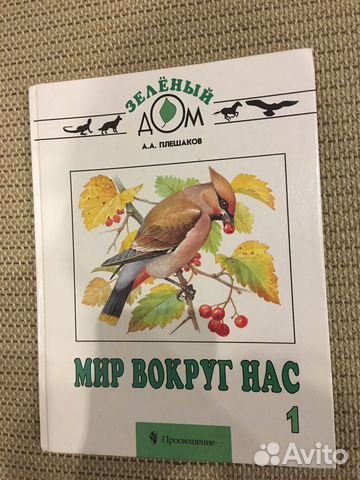 ЗЕЛЁНЫЙ
ДОМ
А.А. ПЛЕШАКОВ
МИР ВОКРУГ НАС
1
·Просвещение·
Avito